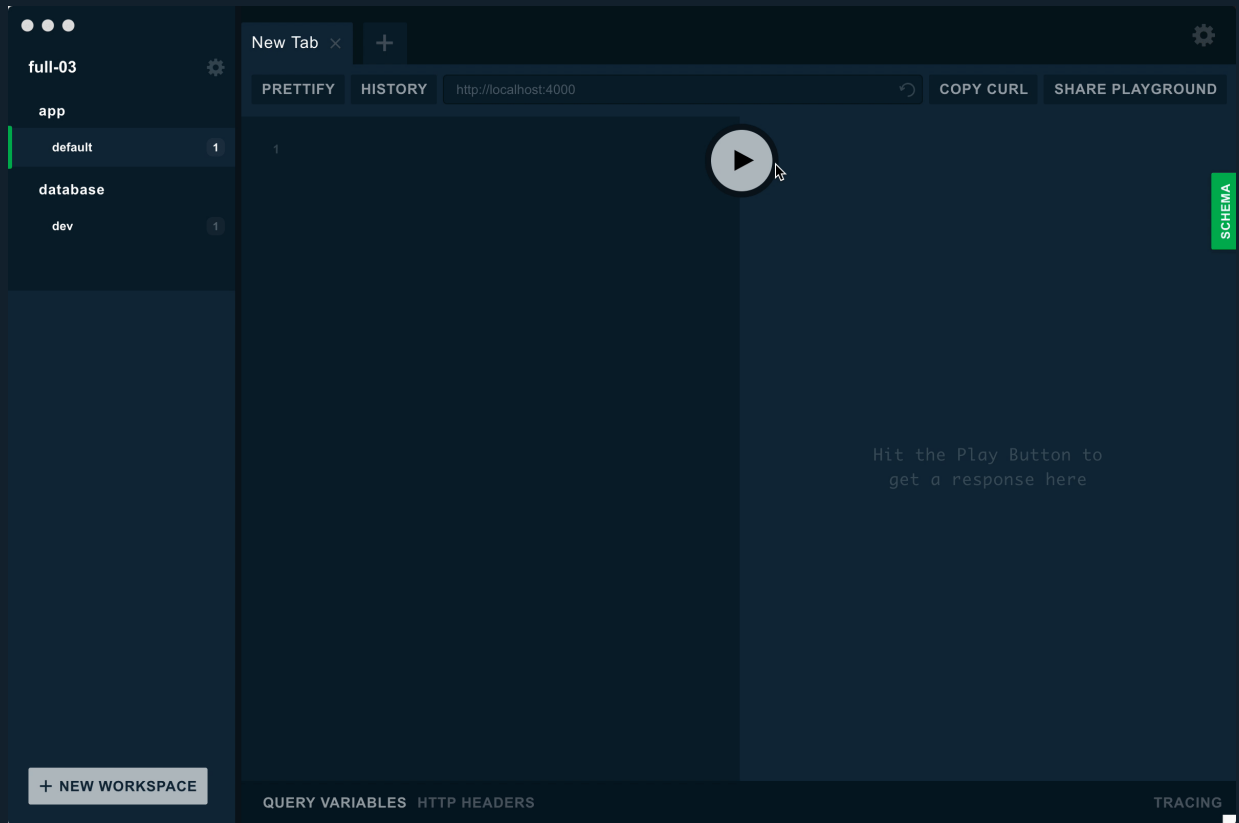 full-03
app
default 1
database
dev 1
+ NEW WORKSPACE
New Tab × +
PRETTIFY HISTORY http://localhost:4000 COPY CURL SHARE PLAYGROUND
1
SCHEMA
Hit the Play Button to
get a response here
QUERY VARIABLES HTTP HEADERS TRACING